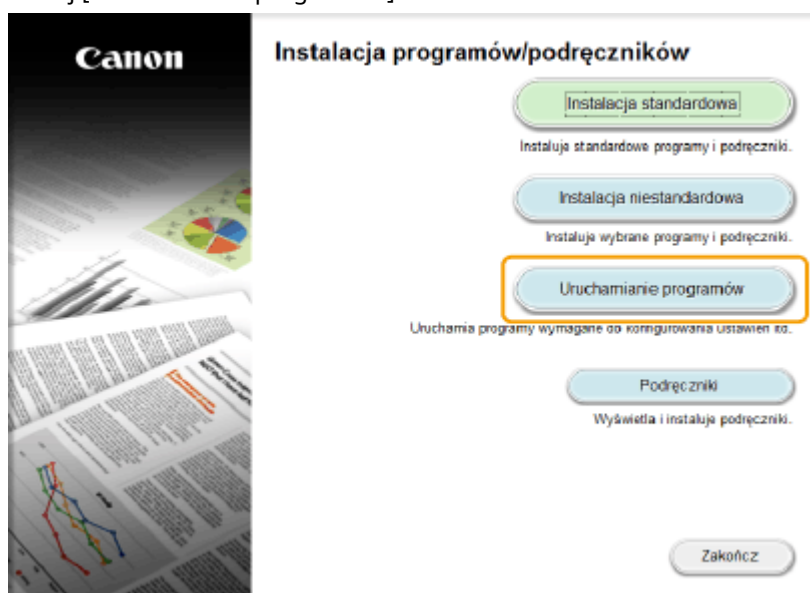 Canon
Instalacja programów/podręczników
Instalacja standardowa
Instaluje standardowe programy i podręczniki.
Instalacja niestandardowa
Instaluje wybrane programy i podręczniki.
Uruchamianie programów
Uruchamia programy wymagane do konfigurowania ustawień itd.
Podręczniki
Wyświetla i instaluje podręczniki.
Zakończ